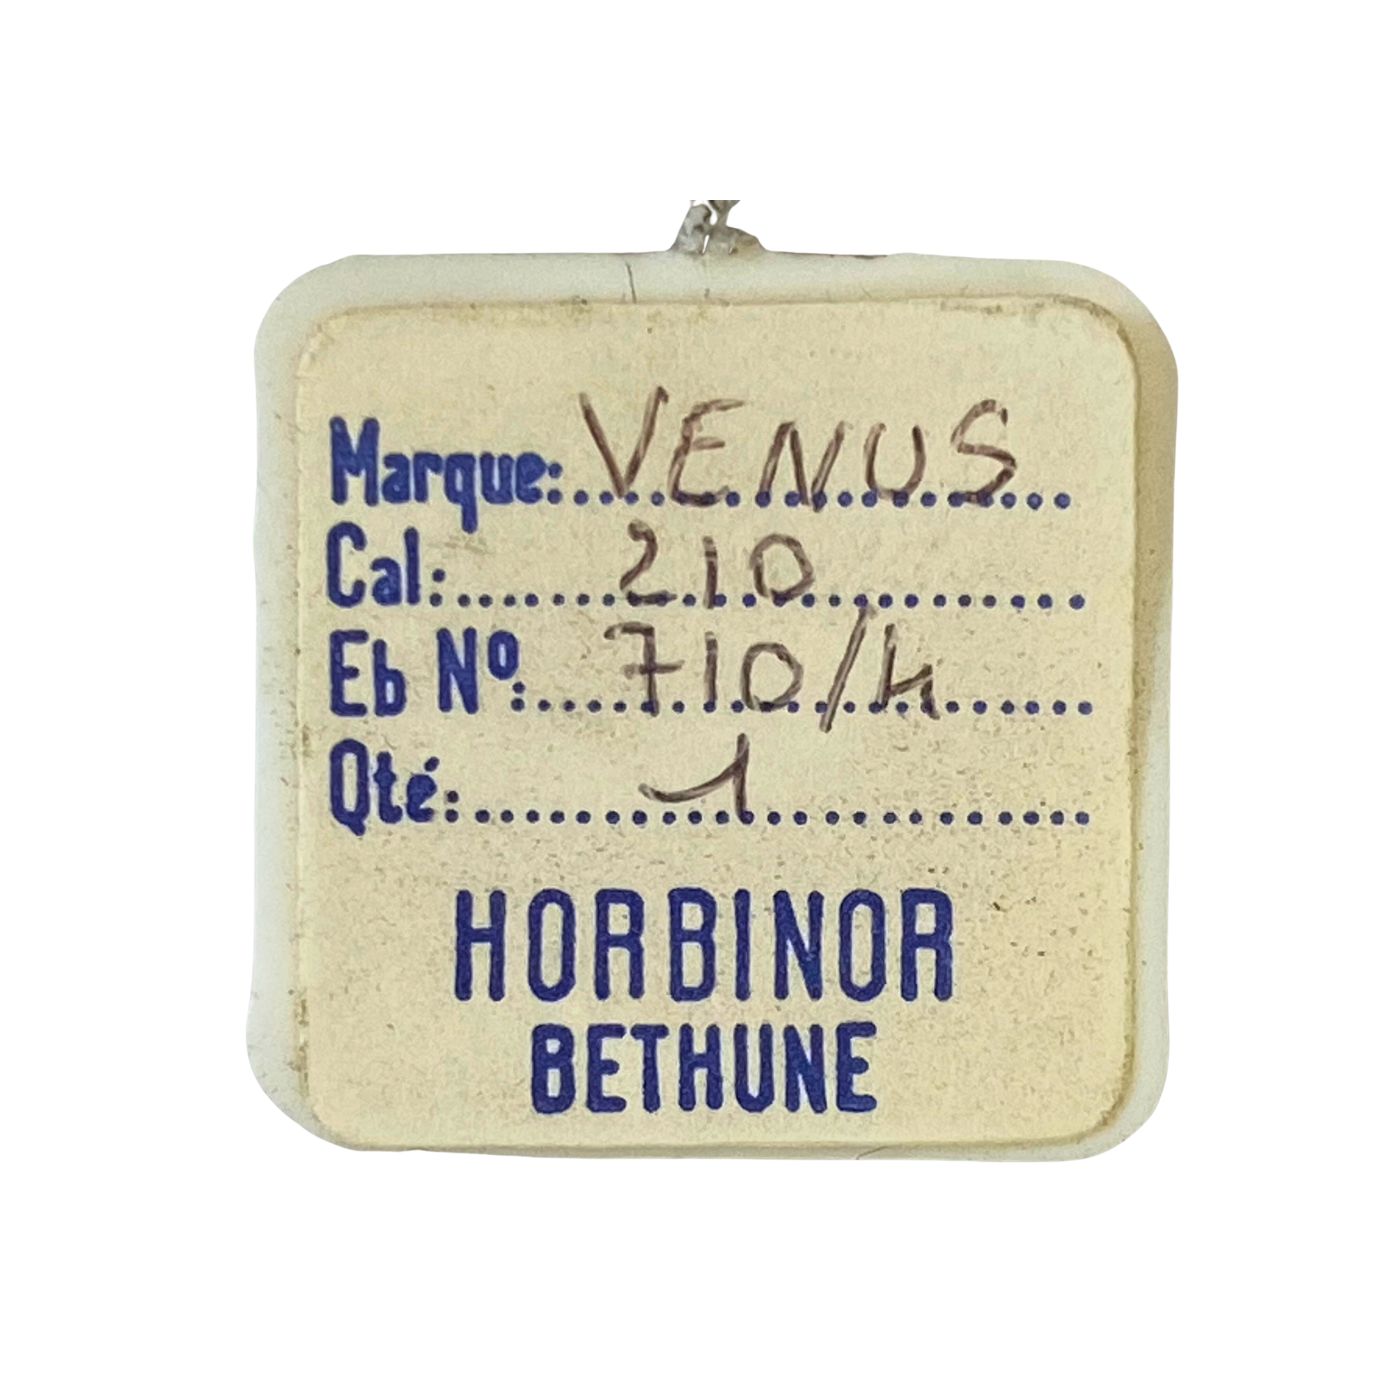 Marque: VENUS
Cal: 210
Eb Nº: 710/4
Qté: 1
HORBINOR
BETHUNE